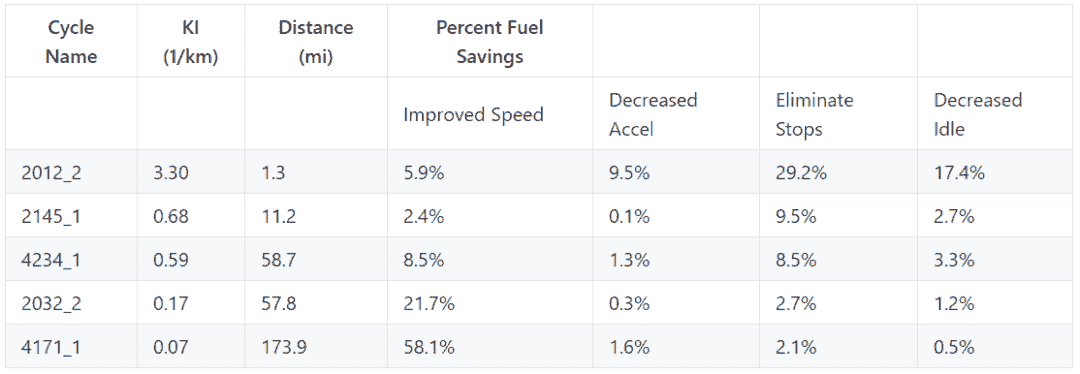 Cycle Name KI (1/km) Distance (mi) Percent Fuel Savings
Improved Speed Decreased Accel Eliminate Stops Decreased Idle
2012_2 3.30 1.3 5.9% 9.5% 29.2% 17.4%
2145_1 0.68 11.2 2.4% 0.1% 9.5% 2.7%
4234_1 0.59 58.7 8.5% 1.3% 8.5% 3.3%
2032_2 0.17 57.8 21.7% 0.3% 2.7% 1.2%
4171_1 0.07 173.9 58.1% 1.6% 2.1% 0.5%